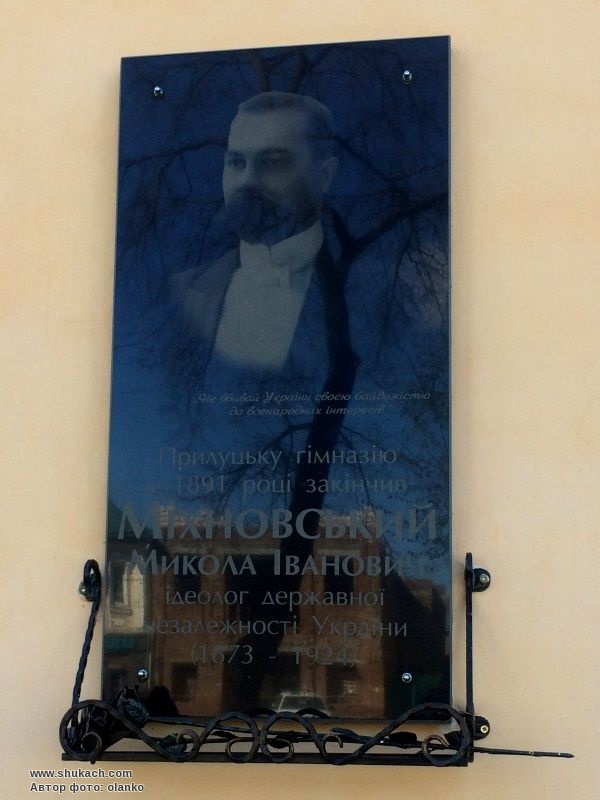 „Не вбивай Україну своєю байдужістю
до всенародних інтересів"
Прилуцьку гімназію
у 1891 році закінчив
Міхновський
Микола Іванович
ідеолог державної
незалежності України
(1873 - 1924)
www.shukach.com
Автор фото: olanko